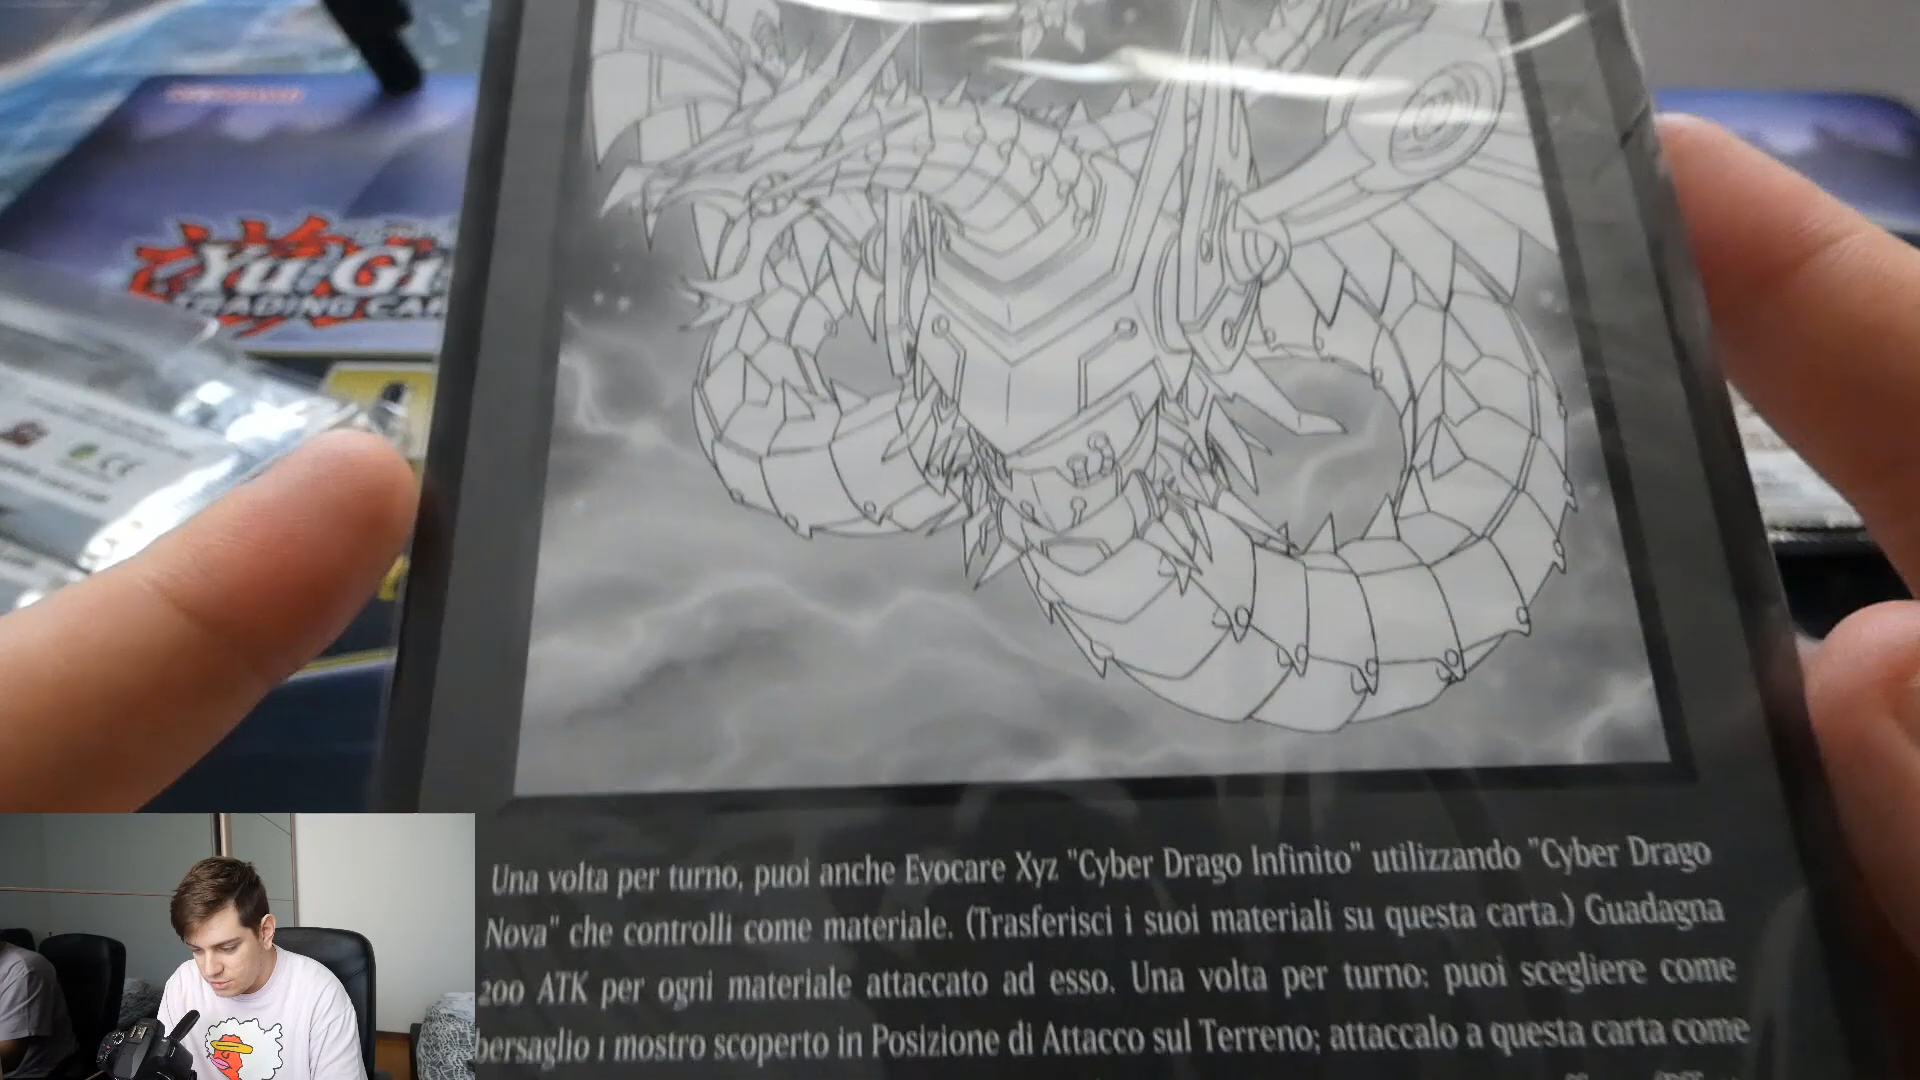 Yu-Gi
TRADING CAR
Una volta per turno, puoi anche Evocare Xyz "Cyber Drago Infinito" utilizzando "Cyber Drago
Nova" che controlli come materiale. (Trasferisci i suoi materiali su questa carta.) Guadagna
200 ATK per ogni materiale attaccato ad esso. Una volta per turno: puoi scegliere come
bersaglio 1 mostro scoperto in Posizione di Attacco sul Terreno; attaccalo a questa carta come